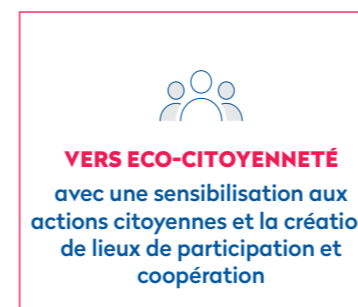 VERS ECO-CITOYENNETÉ
avec une sensibilisation aux
actions citoyennes et la créatio
de lieux de participation et
coopération